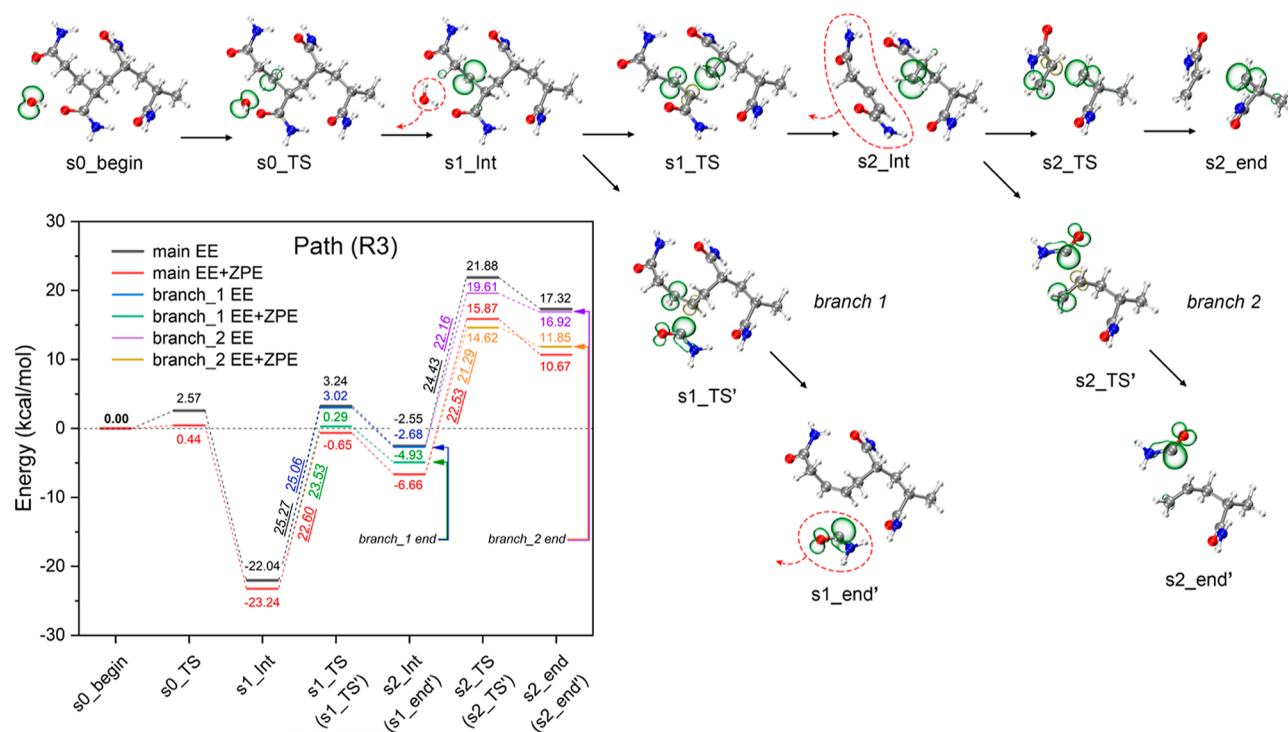 s0_begin
s0_TS
s1_Int
s1_TS
s2_Int
s2_TS
s2_end
s1_TS'
branch 1
s2_TS'
branch 2
s1_end'
s2_end'
Path (R3)
main EE
main EE+ZPE
branch_1 EE
branch_1 EE+ZPE
branch_2 EE
branch_2 EE+ZPE
Energy (kcal/mol)
30
20
10
0
-10
-20
-30
0.00
2.57
0.44
-22.04
-23.24
25.27
25.06
22.60
23.53
3.24
3.02
0.29
-0.65
-2.55
-2.68
-4.93
-6.66
24.43
22.16
22.53
21.29
21.88
19.61
15.87
14.62
17.32
16.92
11.85
10.67
branch_1 end
branch_2 end
s0_begin
s0_TS
s1_Int
s1_TS
(s1_TS')
s2_Int
(s1_end')
s2_TS
(s2_TS')
s2_end
(s2_end')